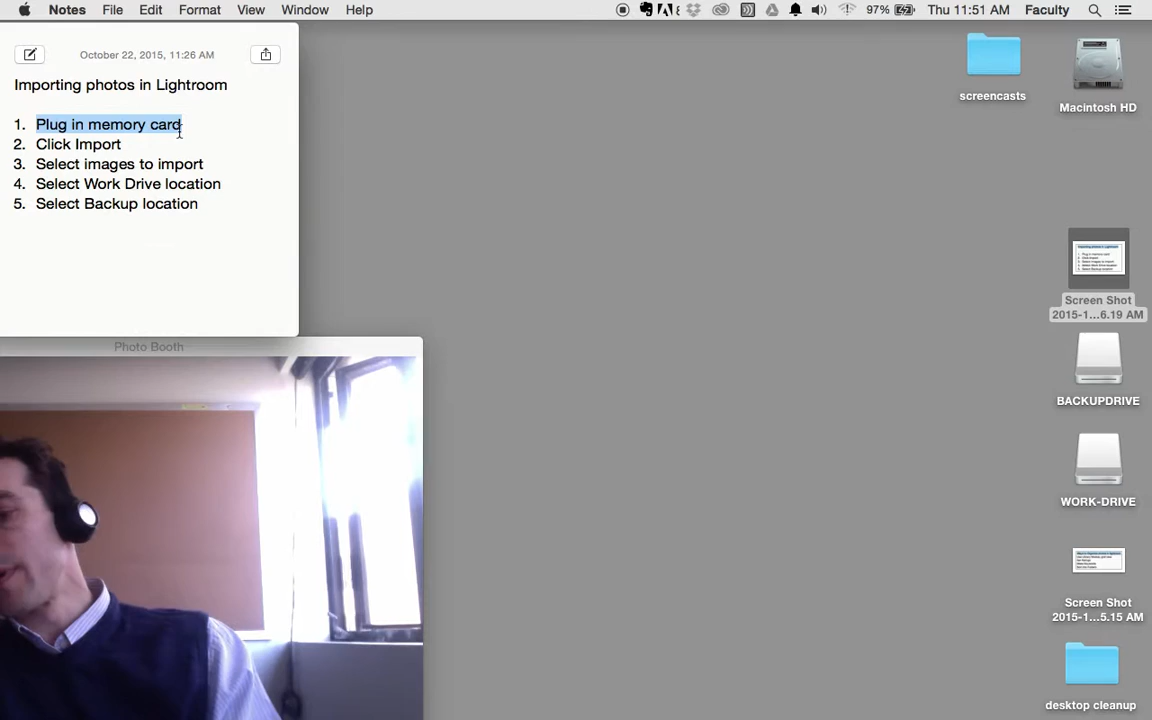 Notes File Edit Format View Window Help
97% Thu 11:51 AM Faculty
October 22, 2015, 11:26 AM
Importing photos in Lightroom
1. Plug in memory card
2. Click Import
3. Select images to import
4. Select Work Drive location
5. Select Backup location
Photo Booth
screencasts
Macintosh HD
Screen Shot
2015-1...6.19 AM
BACKUPDRIVE
WORK-DRIVE
Screen Shot
2015-1...5.15 AM
desktop cleanup